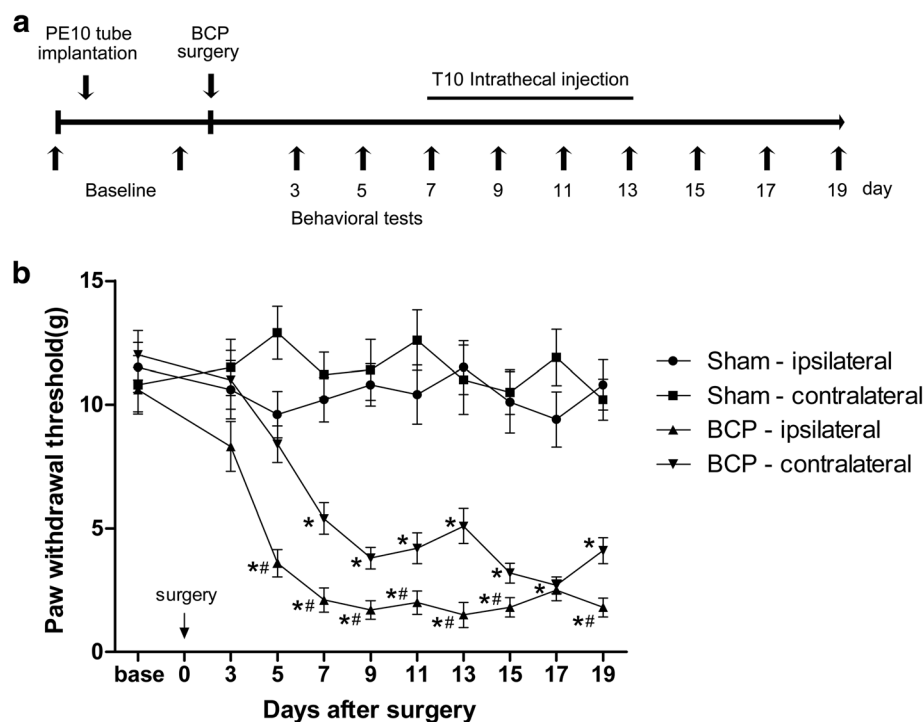 a
PE10 tube
implantation
BCP
surgery
T10 Intrathecal injection
Baseline
3 5 7 9 11 13 15 17 19 day
Behavioral tests
b
Paw withdrawal threshold(g)
15
10
5
0
surgery
*#
*#
*#
*#
*#
*#
*
*#
*
*
*
*
*
*
base 0 3 5 7 9 11 13 15 17 19
Days after surgery
Sham - ipsilateral
Sham - contralateral
BCP - ipsilateral
BCP - contralateral